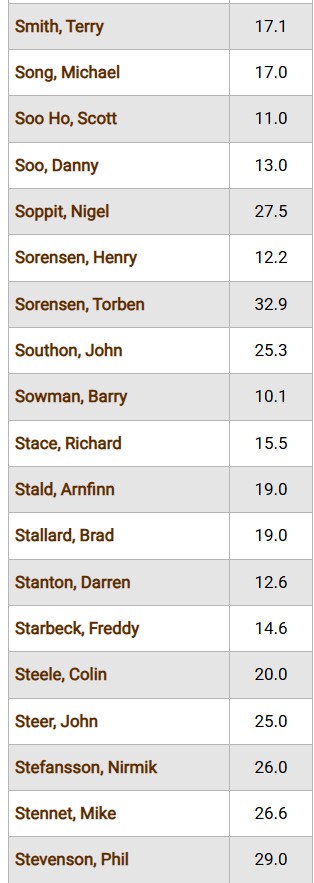 Smith, Terry 17.1
Song, Michael 17.0
Soo Ho, Scott 11.0
Soo, Danny 13.0
Soppit, Nigel 27.5
Sorensen, Henry 12.2
Sorensen, Torben 32.9
Southon, John 25.3
Sowman, Barry 10.1
Stace, Richard 15.5
Stald, Arnfinn 19.0
Stallard, Brad 19.0
Stanton, Darren 12.6
Starbeck, Freddy 14.6
Steele, Colin 20.0
Steer, John 25.0
Stefansson, Nirmik 26.0
Stennet, Mike 26.6
Stevenson, Phil 29.0